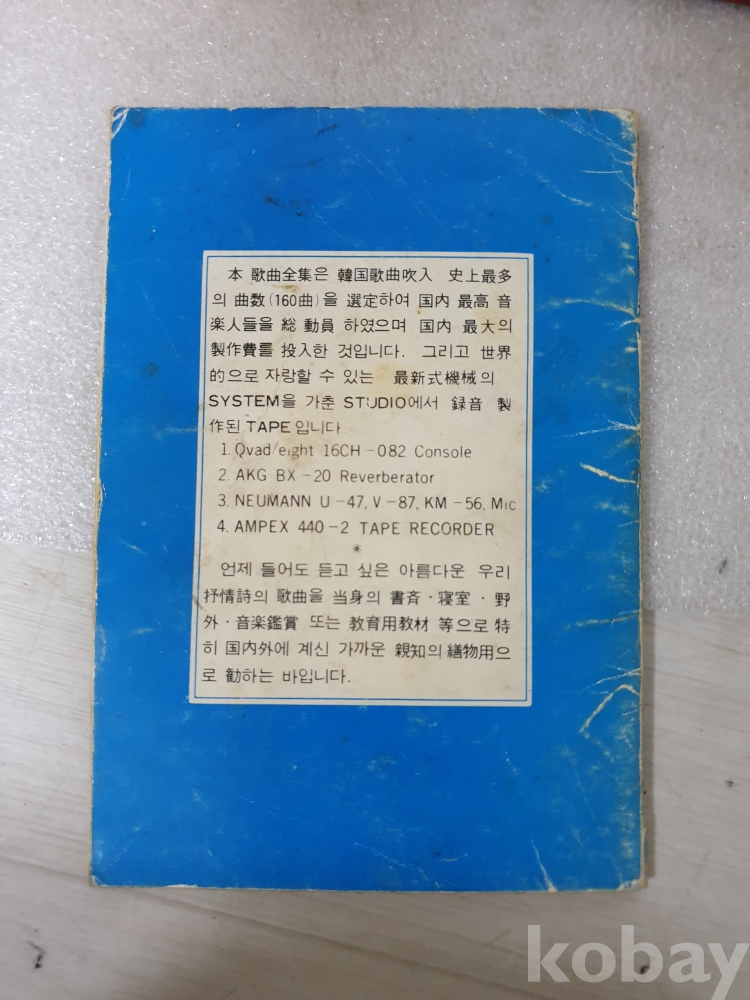 本 歌曲全集은 韓国歌曲吹入 史上最多
의 曲数(160曲)을 選定하여 国内 最高 音
楽人들을 総 動員 하였으며 国内 最大의
製作費를 投入한 것입니다. 그리고 世界
的으로 자랑할 수 있는 最新式機械의
SYSTEM을 가춘 STUDIO에서 録音 製
作된 TAPE입니다.
1. Qvad/eight 16CH-082 Console
2. AKG BX-20 Reverberator
3. NEUMANN U-47, V-87, KM-56, Mic
4. AMPEX 440-2 TAPE RECORDER
*
언제 들어도 듣고 싶은 아름다운 우리
抒情詩의 歌曲을 当身의 書斉·寝室·野
外·音楽鑑賞 또는 教育用教材 等으로 特
히 国内外에 계신 가까운 親知의 繕物用으
로 勧하는 바입니다.
kobay